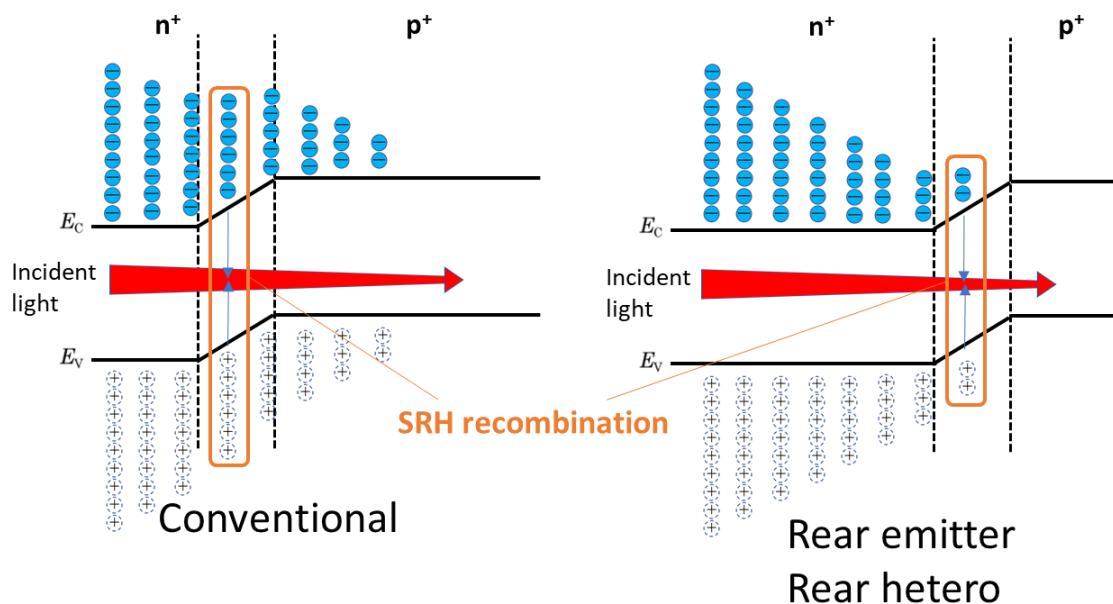 n+
p+
n+
p+
EC
EC
Incident
light
Incident
light
EV
EV
SRH recombination
Conventional
Rear emitter
Rear hetero